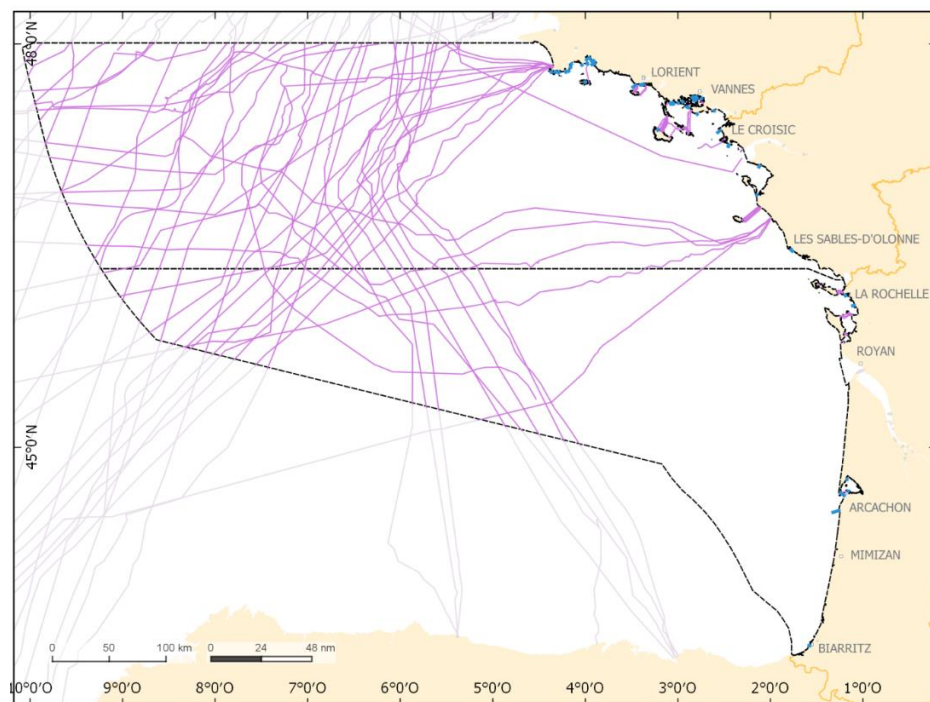 48°0'N
LORIENT
VANNES
LE CROISIC
LES SABLES-D'OLONNE
LA ROCHELLE
ROYAN
45°0'N
ARCACHON
MIMIZAN
BIARRITZ
0 50 100 km 0 24 48 nm
10°0'O 9°0'O 8°0'O 7°0'O 6°0'O 5°0'O 4°0'O 3°0'O 2°0'O 1°0'O